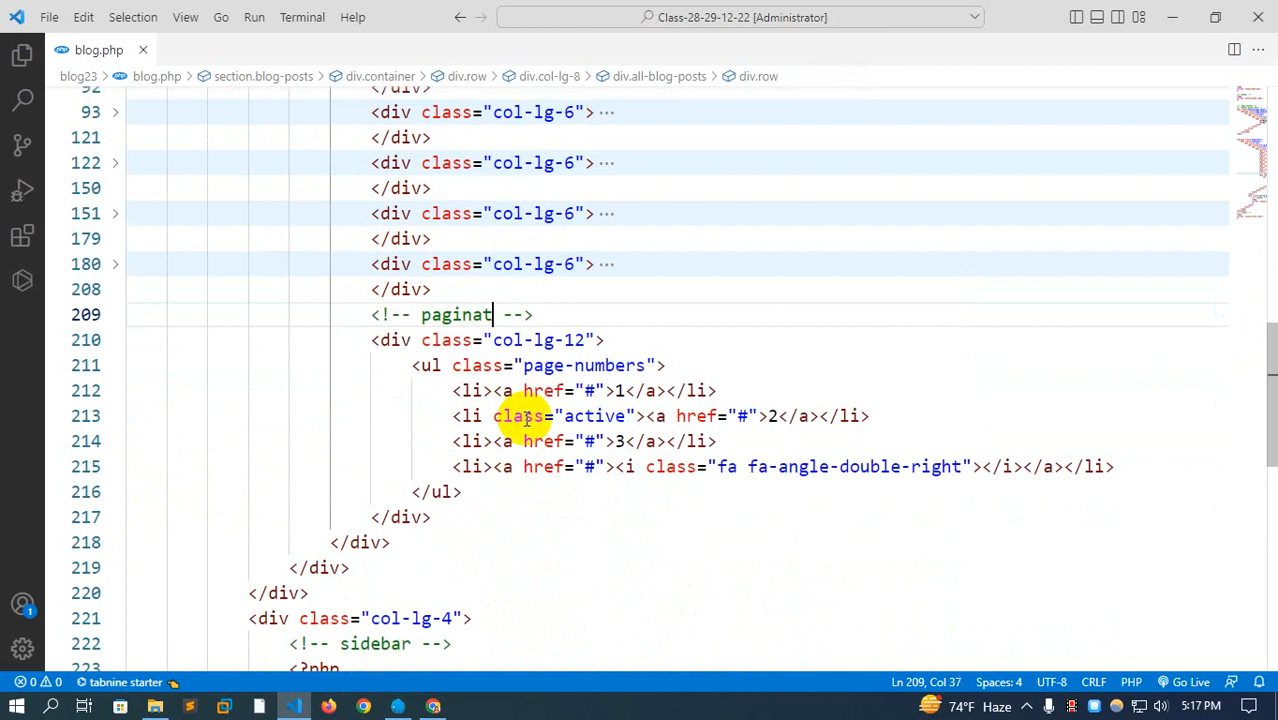 File Edit Selection View Go Run Terminal Help
Class-28-29-12-22 [Administrator]
blog.php
blog23 > blog.php > section.blog-posts > div.container > div.row > div.col-lg-8 > div.all-blog-posts > div.row
92 </div>
93 <div class="col-lg-6"> ···
121 </div>
122 <div class="col-lg-6"> ···
150 </div>
151 <div class="col-lg-6"> ···
179 </div>
180 <div class="col-lg-6"> ···
208 </div>
209 <!-- paginat -->
210 <div class="col-lg-12">
211 <ul class="page-numbers">
212 <li><a href="#">1</a></li>
213 <li class="active"><a href="#">2</a></li>
214 <li><a href="#">3</a></li>
215 <li><a href="#"><i class="fa fa-angle-double-right"></i></a></li>
216 </ul>
217 </div>
218 </div>
219 </div>
220 </div>
221 <div class="col-lg-4">
222 <!-- sidebar -->
223 <?php
1
0 0 tabnine starter Ln 209, Col 37 Spaces: 4 UTF-8 CRLF PHP Go Live
74°F Haze 5:17 PM